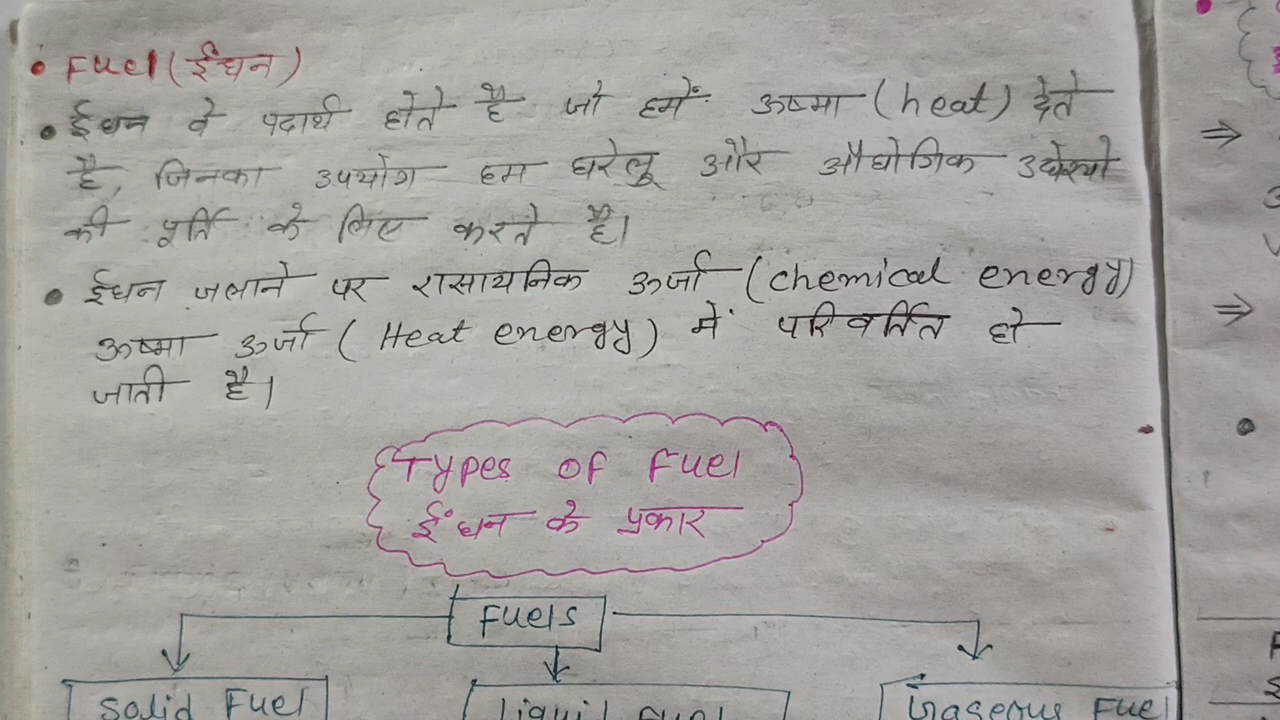 • Fuel (ईंधन)
• ईंधन वे पदार्थ होते है जो हमें ऊष्मा (heat) देते
है, जिनका उपयोग हम घरेलू और औद्योगिक उद्येश्यो
की पूर्ति के लिए करते है।
• ईंधन जलाने पर रासायनिक ऊर्जा (chemical energy)
ऊष्मा ऊर्जा (Heat energy) में परिवर्तित हो
जाती है।
Types of Fuel
ईंधन के प्रकार
Fuels
Solid Fuel
liquid fuel
Gaseous Fuel